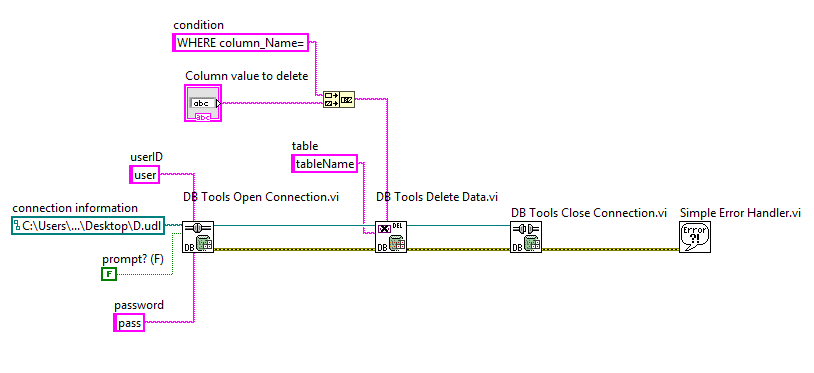 condition
WHERE column_Name=
Column value to delete
abc
abc
table
tableName
userID
user
DB Tools Open Connection.vi
DB Tools Delete Data.vi
connection information
C:\Users\...\Desktop\D.udl
DB Tools Close Connection.vi
Simple Error Handler.vi
DB
DEL
DB
DB
Error
?!
prompt? (F)
F
password
pass